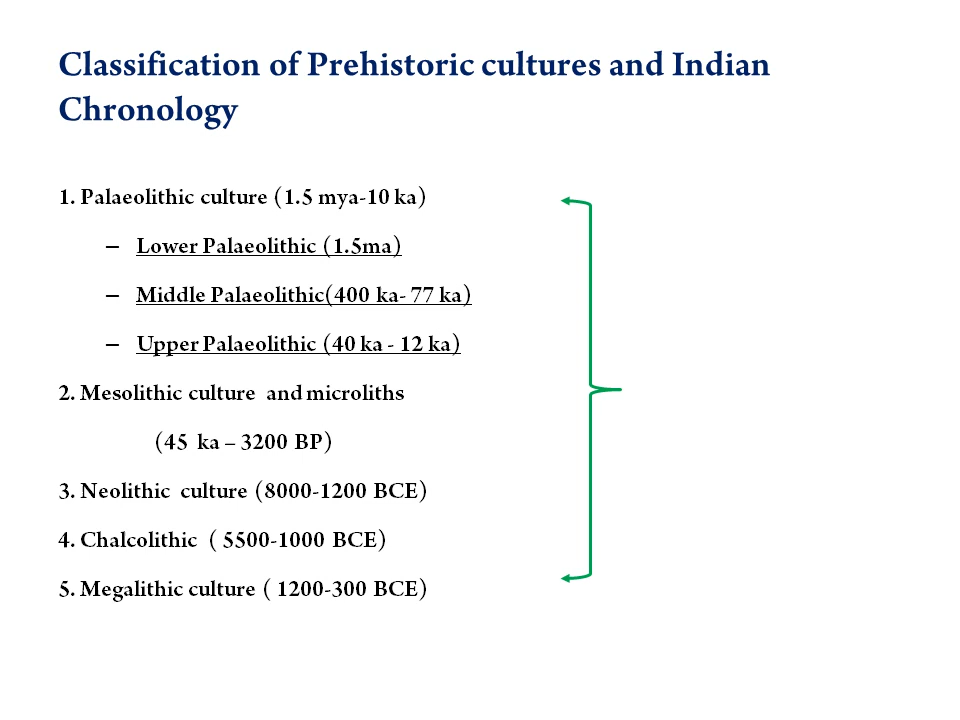 Classification of Prehistoric cultures and Indian
Chronology
1. Palaeolithic culture (1.5 mya-10 ka)
– Lower Palaeolithic (1.5ma)
– Middle Palaeolithic(400 ka- 77 ka)
– Upper Palaeolithic (40 ka - 12 ka)
2. Mesolithic culture and microliths
(45 ka – 3200 BP)
3. Neolithic culture (8000-1200 BCE)
4. Chalcolithic ( 5500-1000 BCE)
5. Megalithic culture ( 1200-300 BCE)